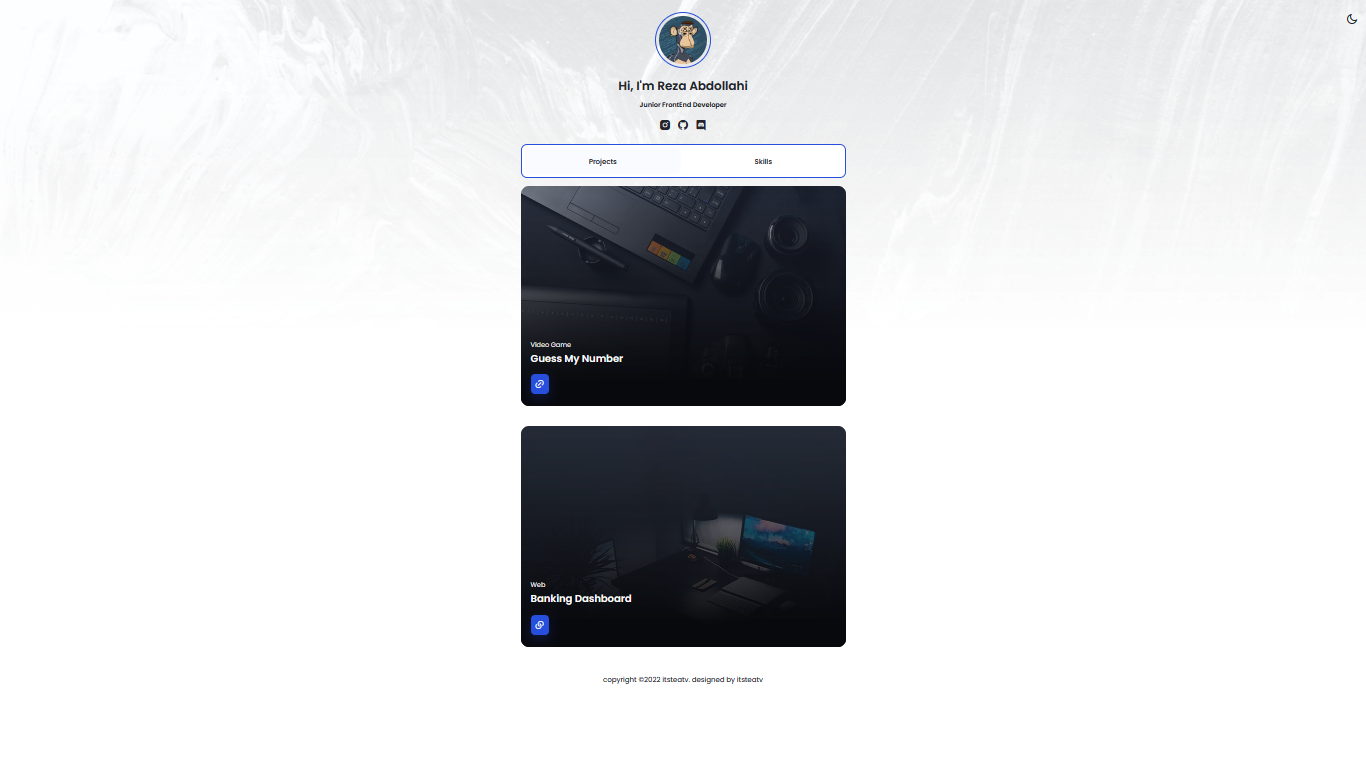 Hi, I'm Reza Abdollahi
Junior FrontEnd Developer
Projects
Skills
Video Game
Guess My Number
Web
Banking Dashboard
copyright ©2022 itsteatv. designed by itsteatv